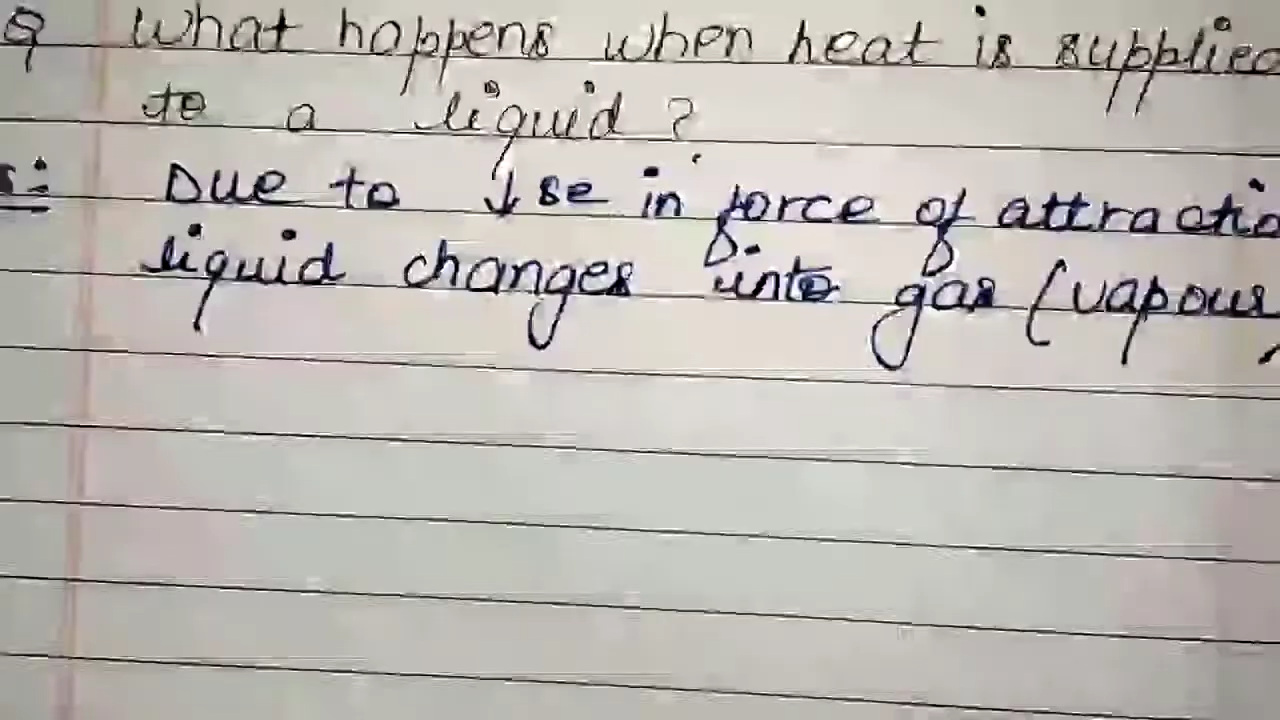 Q What happens when heat is supplied
to a liquid?
s:- Due to ↓se in force of attractio
liquid changes into gas (vapour)